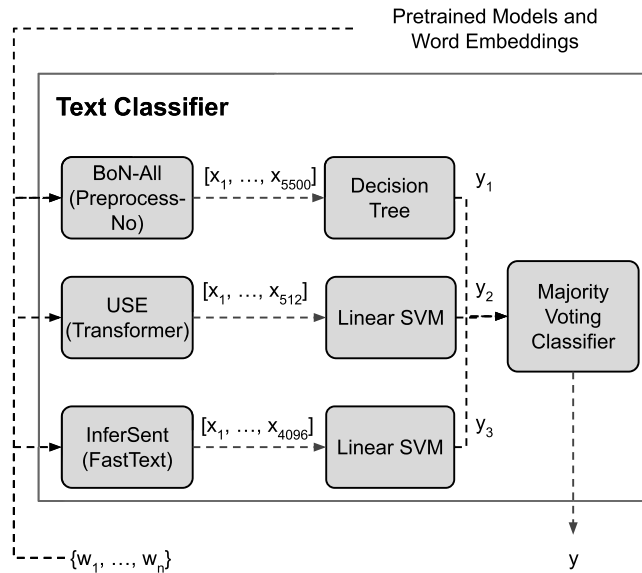 Pretrained Models and
Word Embeddings
Text Classifier
BoN-All
(Preprocess-
No)
[x1, …, x5500]
Decision
Tree
y1
USE
(Transformer)
[x1, …, x512]
Linear SVM
y2
Majority
Voting
Classifier
InferSent
(FastText)
[x1, …, x4096]
Linear SVM
y3
{w1, …, wn}
y